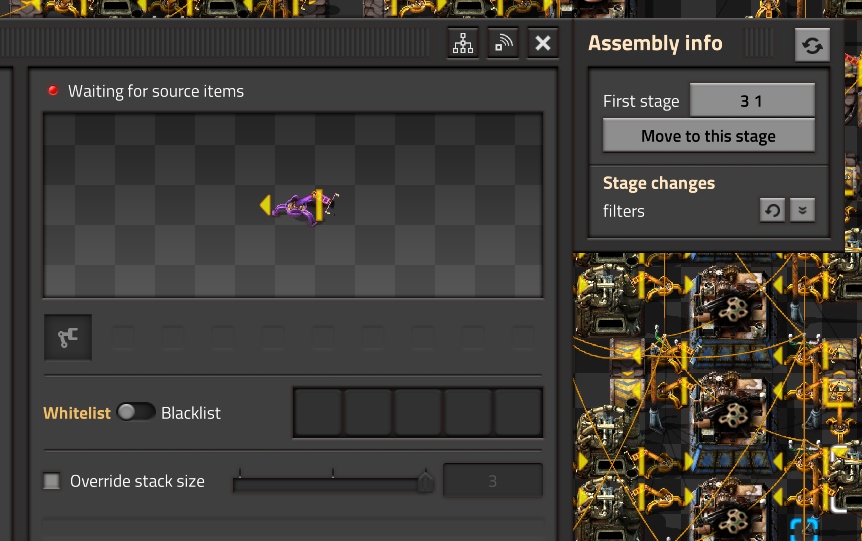 Assembly info
Waiting for source items
First stage 3 1
Move to this stage
Stage changes
filters
Whitelist Blacklist
Override stack size 3